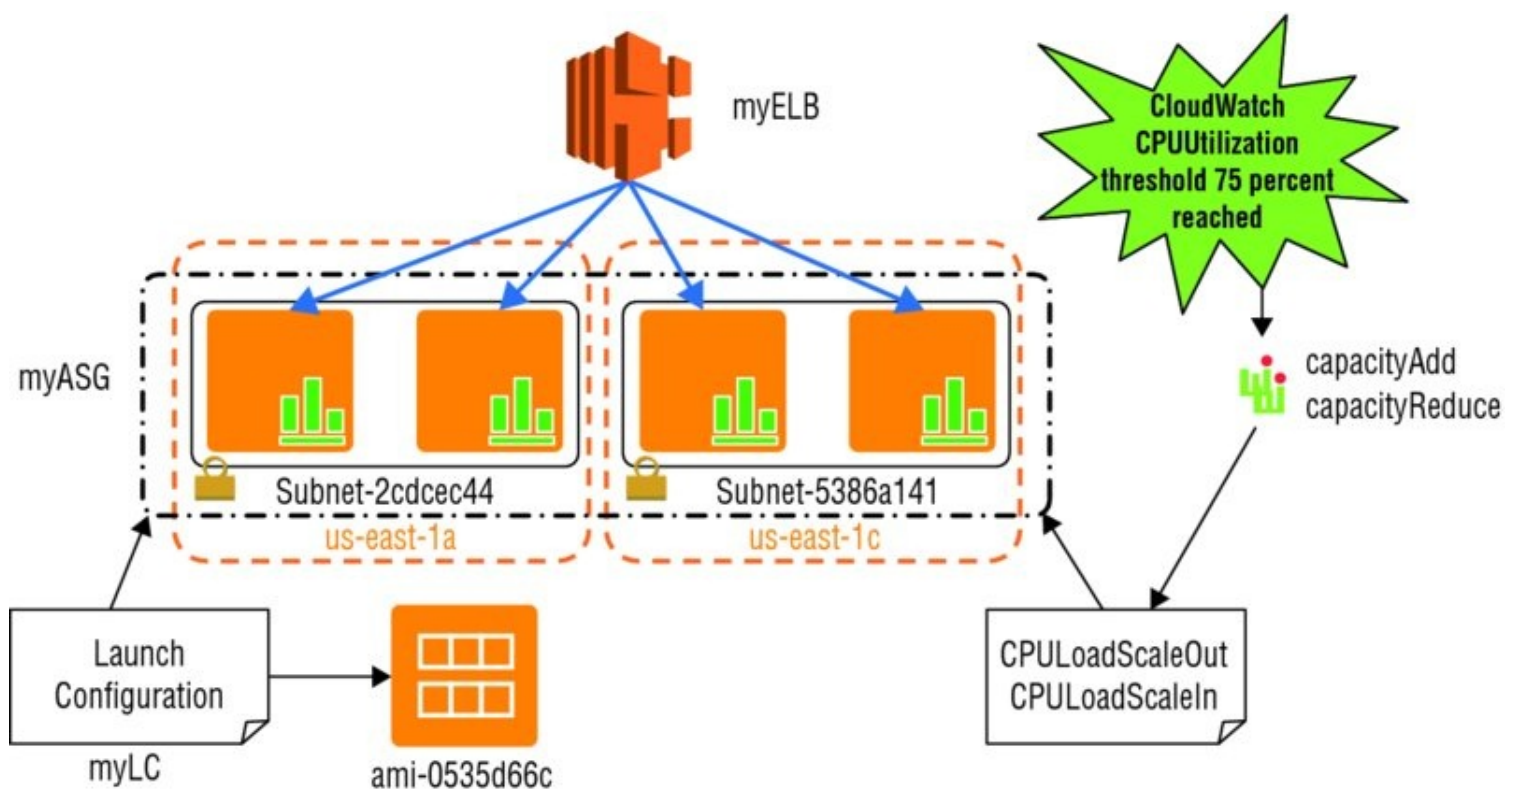 myELB
CloudWatch
CPUUtilization
threshold 75 percent
reached
myASG
capacityAdd
capacityReduce
Subnet-2cdcec44
Subnet-5386a141
us-east-1a
us-east-1c
Launch
Configuration
myLC
ami-0535d66c
CPULoadScaleOut
CPULoadScaleIn